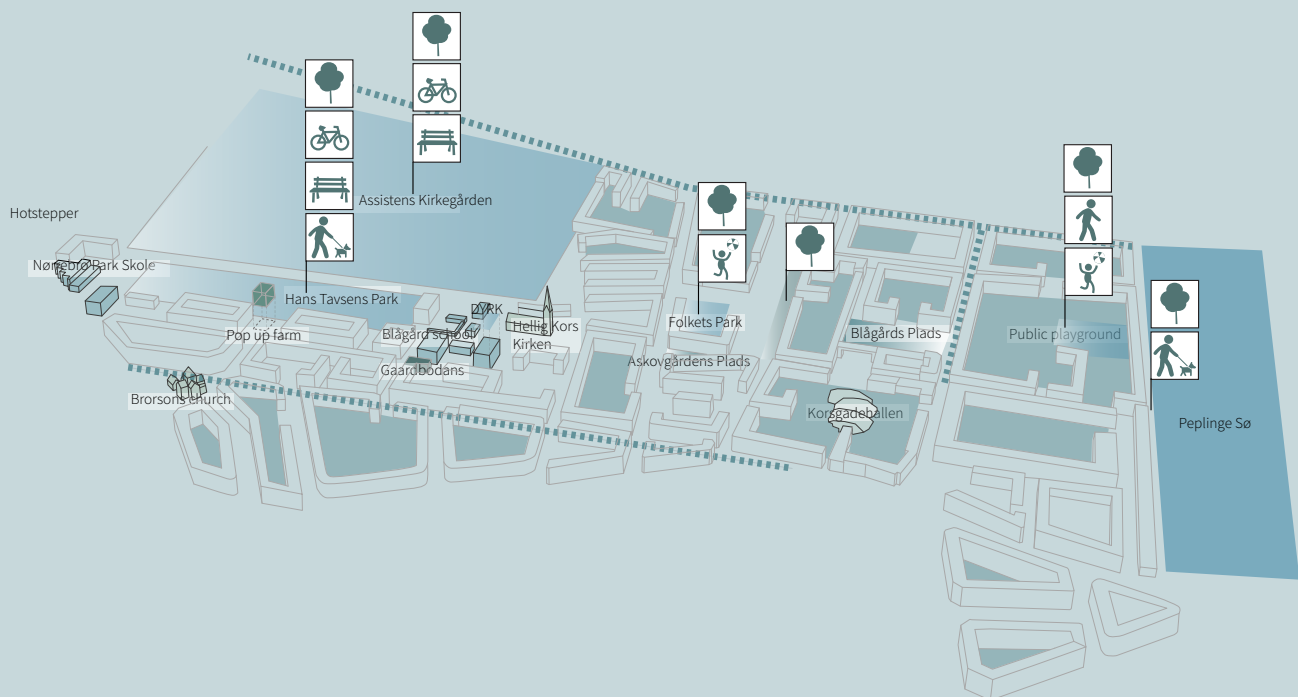 Assistens Kirkegården
Hotstepper
Nørrebro Park Skole
Hans Tavsens Park
DYRK
Pop up farm
Blågård school
Hellig Kors
Kirken
Folkets Park
Blågårds Plads
Public playground
Askovgårdens Plads
Gaardbodans
Brorsons church
Korsgadehallen
Peplinge Sø